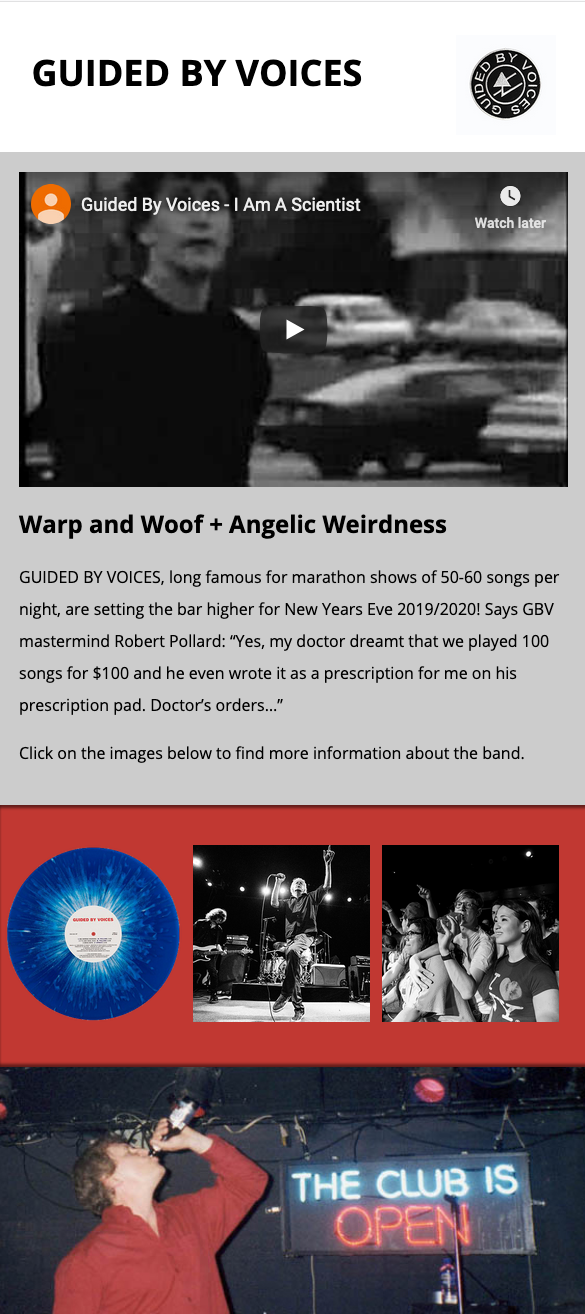 GUIDED BY VOICES
GUIDED BY VOICES
GUIDED BY VOICES
Guided By Voices - I Am A Scientist
Watch later
Warp and Woof + Angelic Weirdness
GUIDED BY VOICES, long famous for marathon shows of 50-60 songs per
night, are setting the bar higher for New Years Eve 2019/2020! Says GBV
mastermind Robert Pollard: “Yes, my doctor dreamt that we played 100
songs for $100 and he even wrote it as a prescription for me on his
prescription pad. Doctor’s orders...”
Click on the images below to find more information about the band.
GUIDED BY VOICES
THE CLUB IS
OPEN